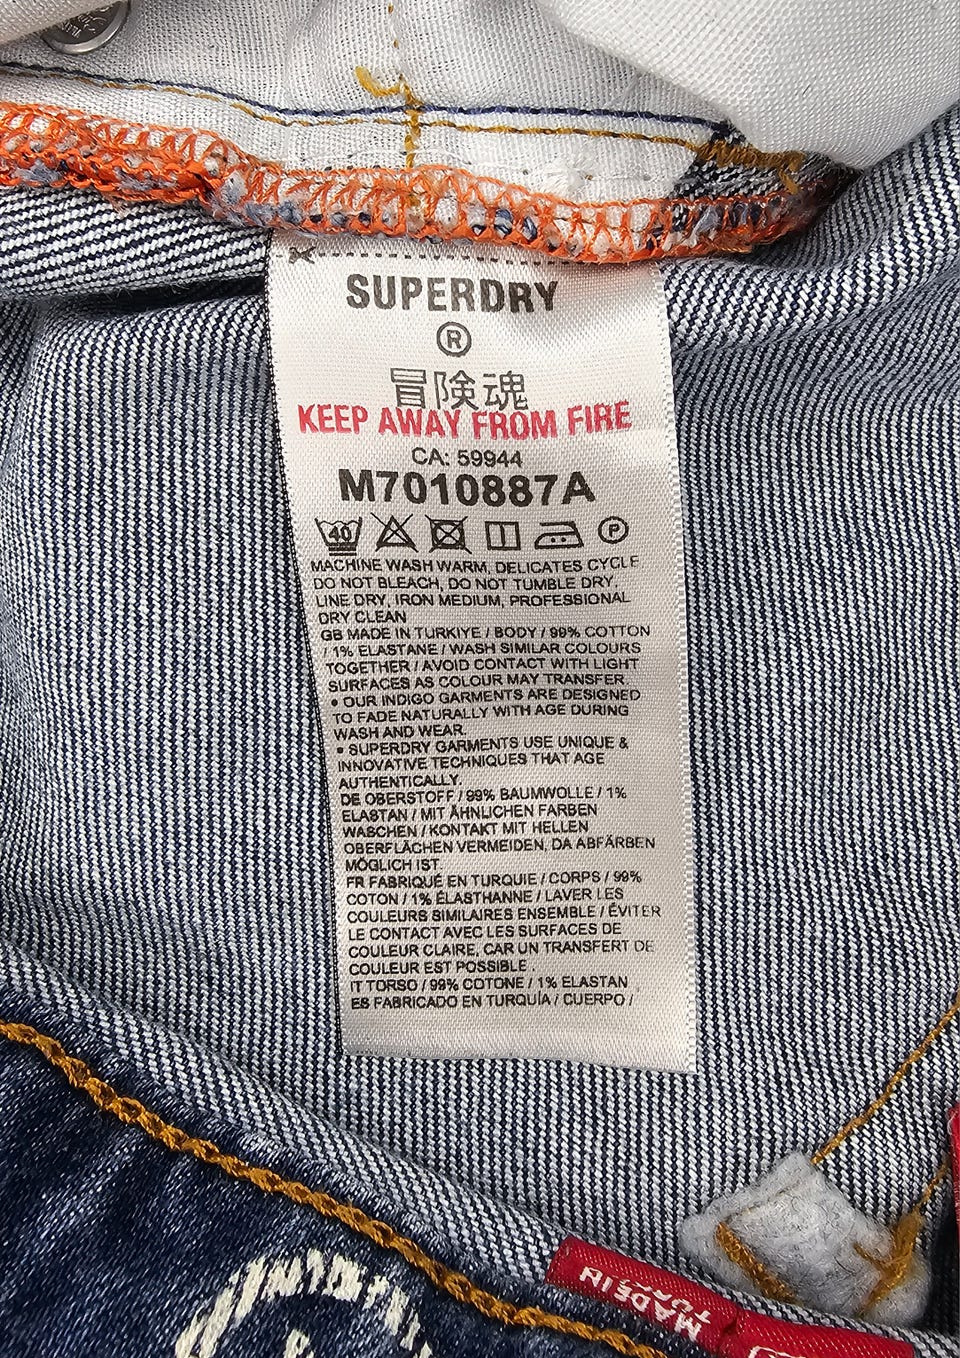 SUPERDRY
®
冒険魂
KEEP AWAY FROM FIRE
CA: 59944
M7010887A
40 P
MACHINE WASH WARM, DELICATES CYCLE
DO NOT BLEACH, DO NOT TUMBLE DRY,
LINE DRY, IRON MEDIUM, PROFESSIONAL
DRY CLEAN
GB MADE IN TURKIYE / BODY / 99% COTTON
/ 1% ELASTANE / WASH SIMILAR COLOURS
TOGETHER / AVOID CONTACT WITH LIGHT
SURFACES AS COLOUR MAY TRANSFER.
• OUR INDIGO GARMENTS ARE DESIGNED
TO FADE NATURALLY WITH AGE DURING
WASH AND WEAR.
• SUPERDRY GARMENTS USE UNIQUE &
INNOVATIVE TECHNIQUES THAT AGE
AUTHENTICALLY.
DE OBERSTOFF / 99% BAUMWOLLE / 1%
ELASTAN / MIT ÄHNLICHEN FARBEN
WASCHEN / KONTAKT MIT HELLEN
OBERFLÄCHEN VERMEIDEN, DA ABFÄRBEN
MÖGLICH IST
FR FABRIQUÉ EN TURQUIE / CORPS / 99%
COTON / 1% ÉLASTHANNE / LAVER LES
COULEURS SIMILAIRES ENSEMBLE / ÉVITER
LE CONTACT AVEC LES SURFACES DE
COULEUR CLAIRE, CAR UN TRANSFERT DE
COULEUR EST POSSIBLE .
IT TORSO / 99% COTONE / 1% ELASTAN
ES FABRICADO EN TURQUÍA / CUERPO /
MADE IN